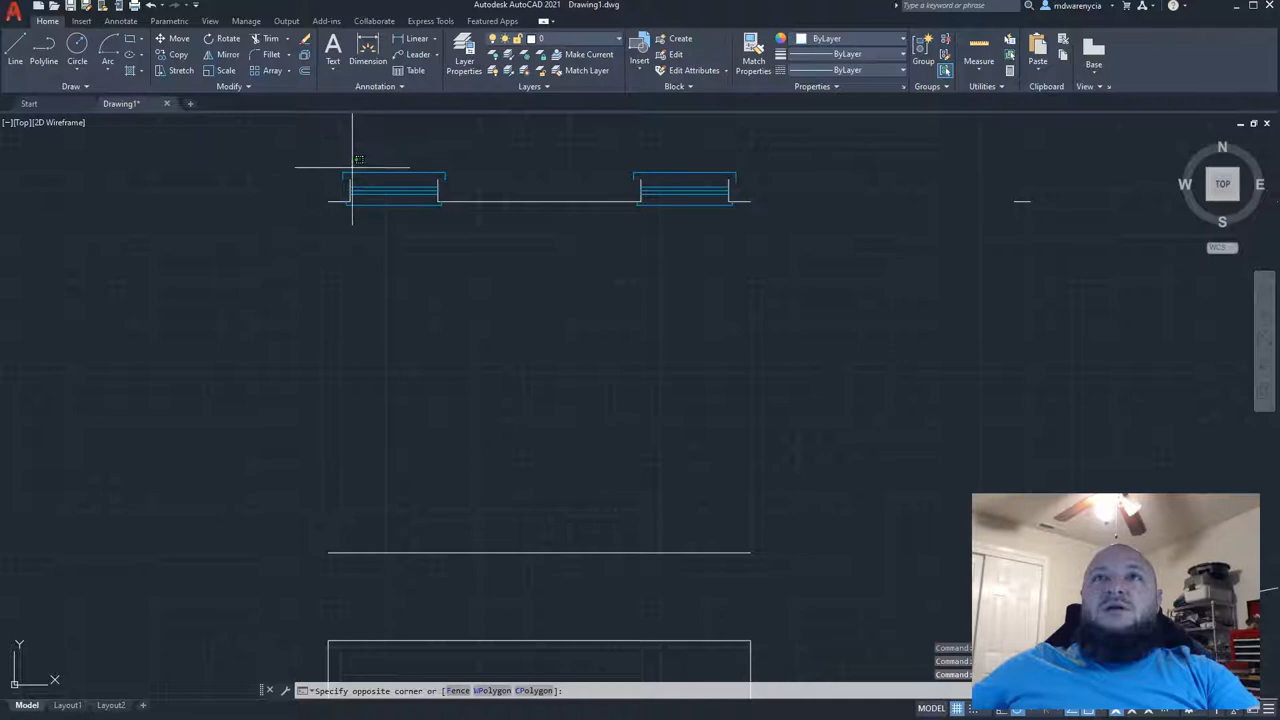 Autodesk AutoCAD 2021 Drawing1.dwg
Type a keyword or phrase
mdwarenycia
Home Insert Annotate Parametric View Manage Output Add-ins Collaborate Express Tools Featured Apps
Line Polyline Circle Arc
Move Rotate Trim
Copy Mirror
Stretch Scale Array
Text Dimension
Linear
Leader
Table
Layer Properties
0
Make Current
Match Layer
Insert
Create
Edit
Edit Attributes
Match Properties
ByLayer
ByLayer
ByLayer
Group
Measure
Paste
Base
Draw Modify Annotation Layers Block Properties Groups Utilities Clipboard View
Start Drawing1*
[−][Top][2D Wireframe]
N
W TOP E
S
WCS
Y
X
Command:
Command:
Command:
Specify opposite corner or [Fence WPolygon CPolygon]:
Model Layout1 Layout2
MODEL